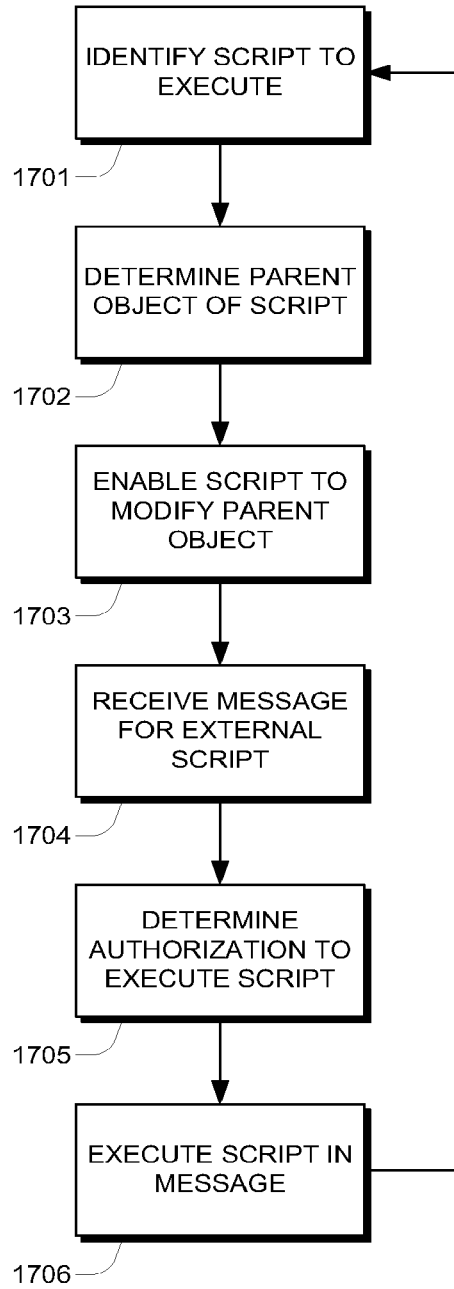 IDENTIFY SCRIPT TO
EXECUTE
1701
DETERMINE PARENT
OBJECT OF SCRIPT
1702
ENABLE SCRIPT TO
MODIFY PARENT
OBJECT
1703
RECEIVE MESSAGE
FOR EXTERNAL
SCRIPT
1704
DETERMINE
AUTHORIZATION TO
EXECUTE SCRIPT
1705
EXECUTE SCRIPT IN
MESSAGE
1706